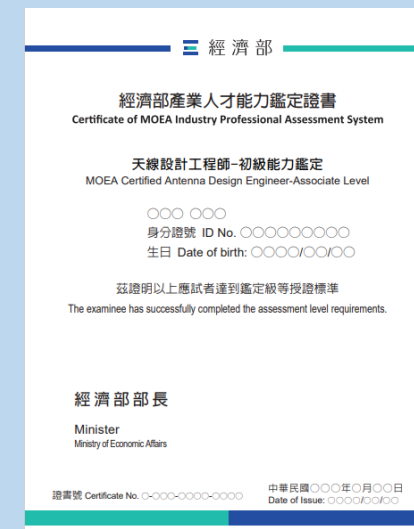 經濟部
經濟部產業人才能力鑑定證書
Certificate of MOEA Industry Professional Assessment System
天線設計工程師-初級能力鑑定
MOEA Certified Antenna Design Engineer-Associate Level
○○○ ○○○
身分證號 ID No. ○○○○○○○○○
生日 Date of birth: ○○○○/○○/○○
茲證明以上應試者達到鑑定級等授證標準
The examinee has successfully completed the assessment level requirements.
經濟部部長
Minister
Ministry of Economic Affairs
證書號 Certificate No. ○-○○○-○○○○-○○○○
中華民國○○○年○月○○日
Date of Issue: ○○○○/○○/○○